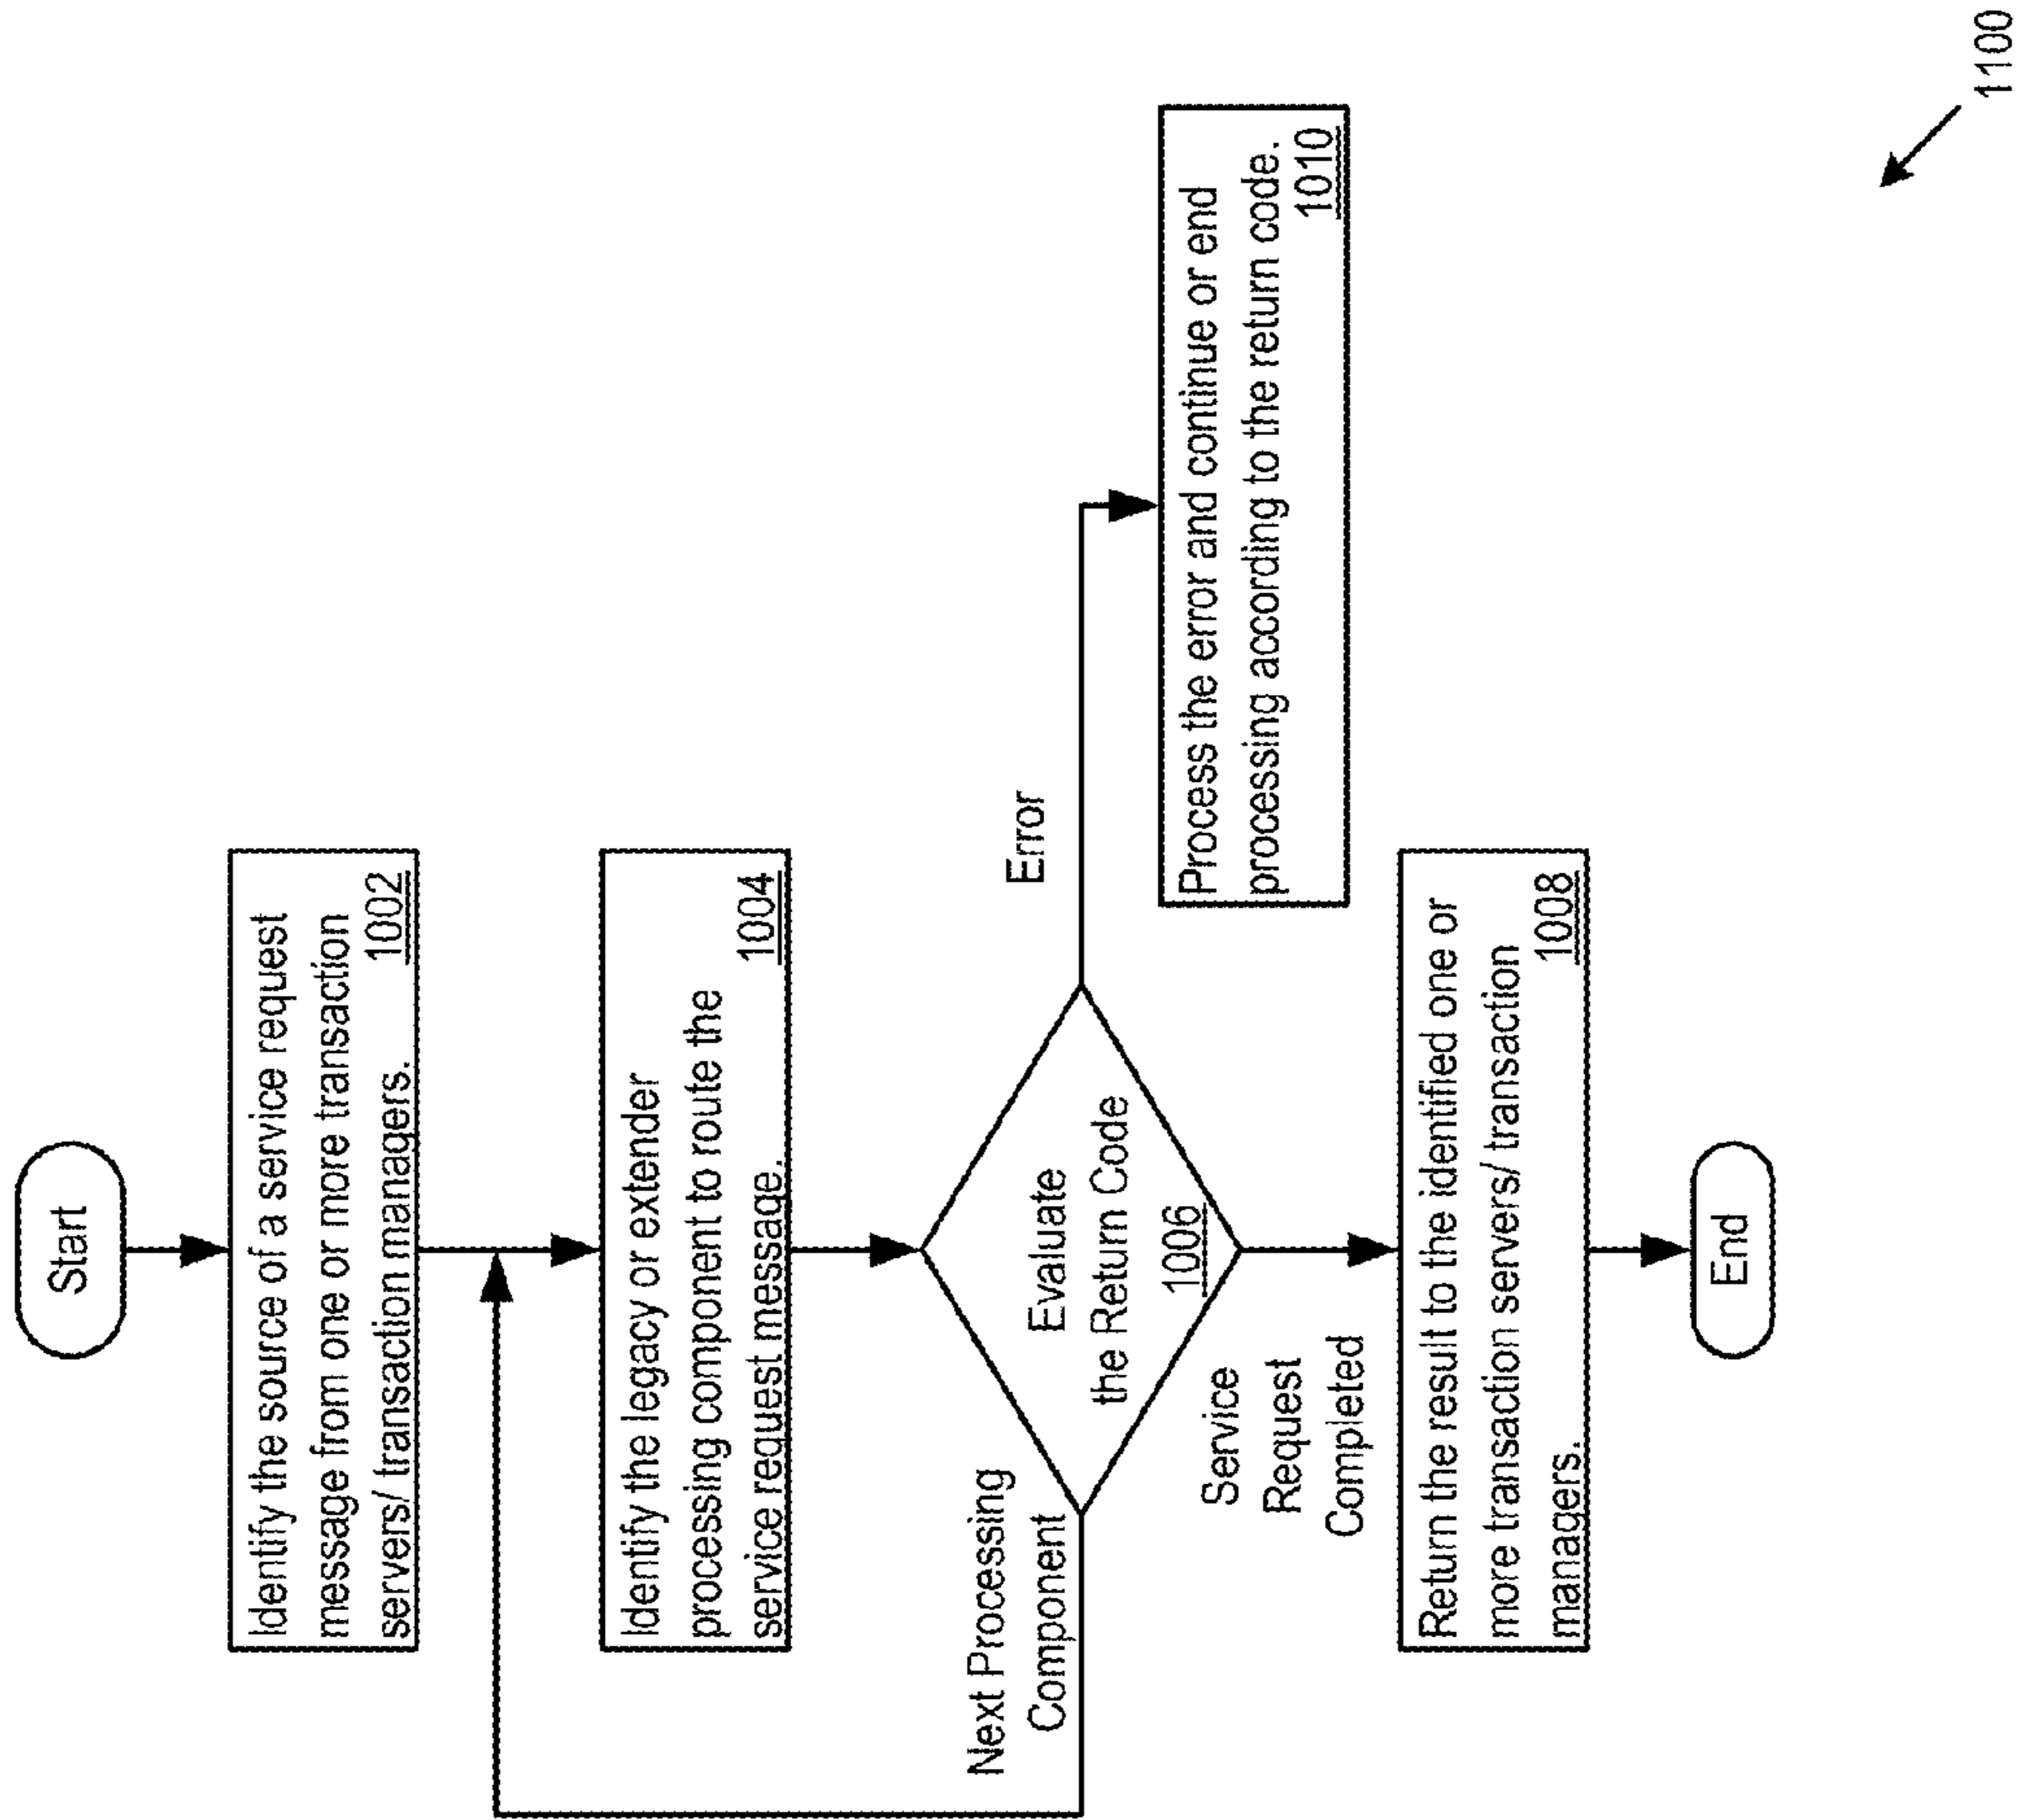 Start
Identify the source of a service request
message from one or more transaction
servers/ transaction managers.
1002
Identify the legacy or extender
processing component to route the
service request message.
1004
Evaluate
the Return Code
1006
Next Processing
Component
Error
Process the error and continue or end
processing according to the return code.
1010
Service
Request
Completed
Return the result to the identified one or
more transaction servers/ transaction
managers.
1008
End
1100